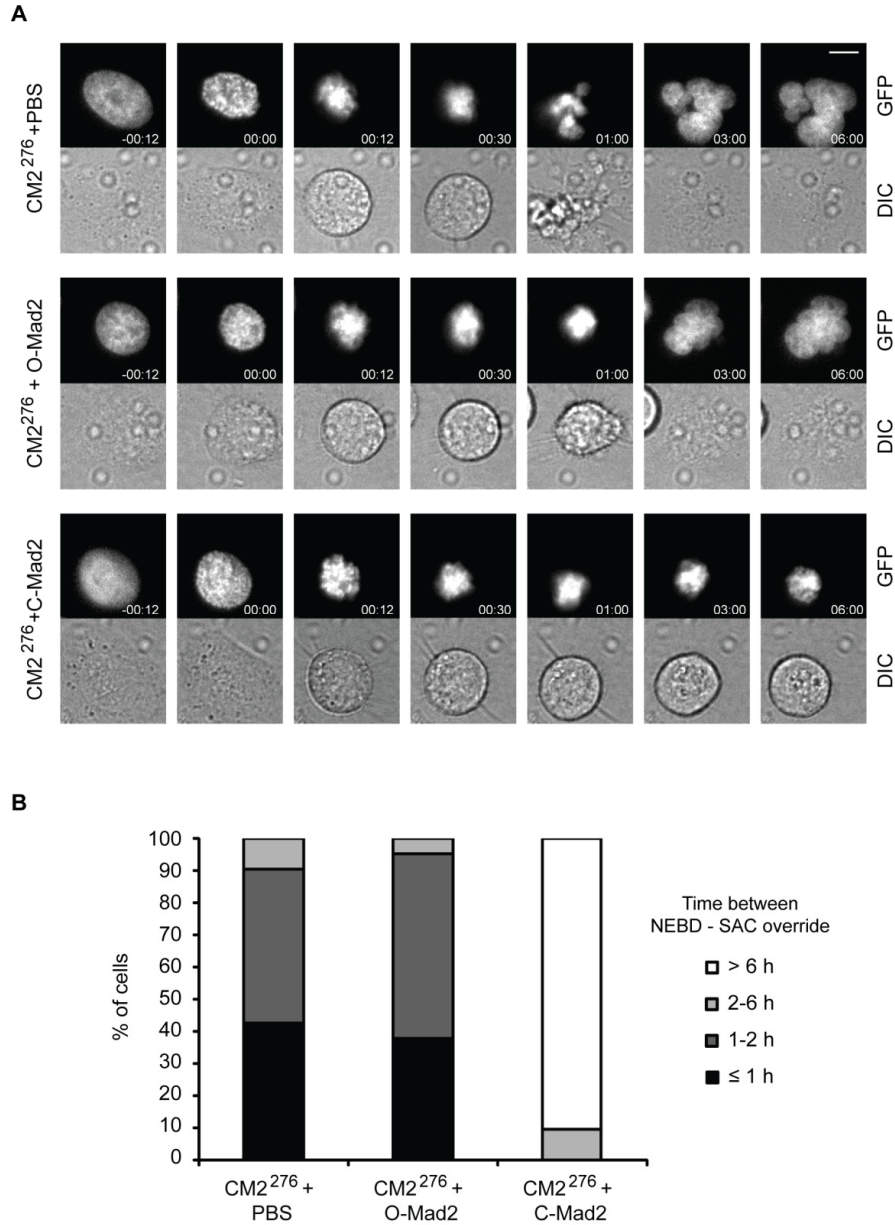 A
CM2²⁷⁶+PBS
-00:12 00:00 00:12 00:30 01:00 03:00 06:00
GFP
DIC
CM2²⁷⁶ + O-Mad2
-00:12 00:00 00:12 00:30 01:00 03:00 06:00
GFP
DIC
CM2²⁷⁶+C-Mad2
-00:12 00:00 00:12 00:30 01:00 03:00 06:00
GFP
DIC
B
% of cells
100
90
80
70
60
50
40
30
20
10
0
CM2²⁷⁶ +
PBS
CM2²⁷⁶ +
O-Mad2
CM2²⁷⁶ +
C-Mad2
Time between
NEBD - SAC override
> 6 h
2-6 h
1-2 h
≤ 1 h